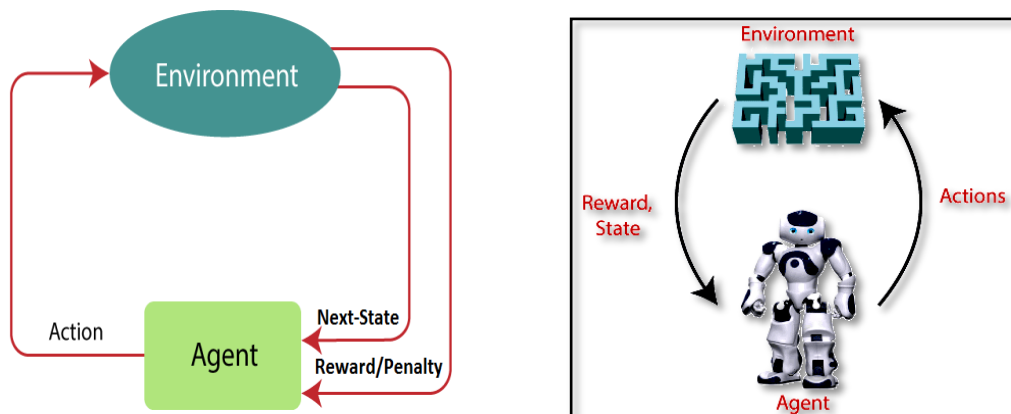 Environment
Action
Agent
Next-State
Reward/Penalty
Environment
Reward,
State
Actions
Agent